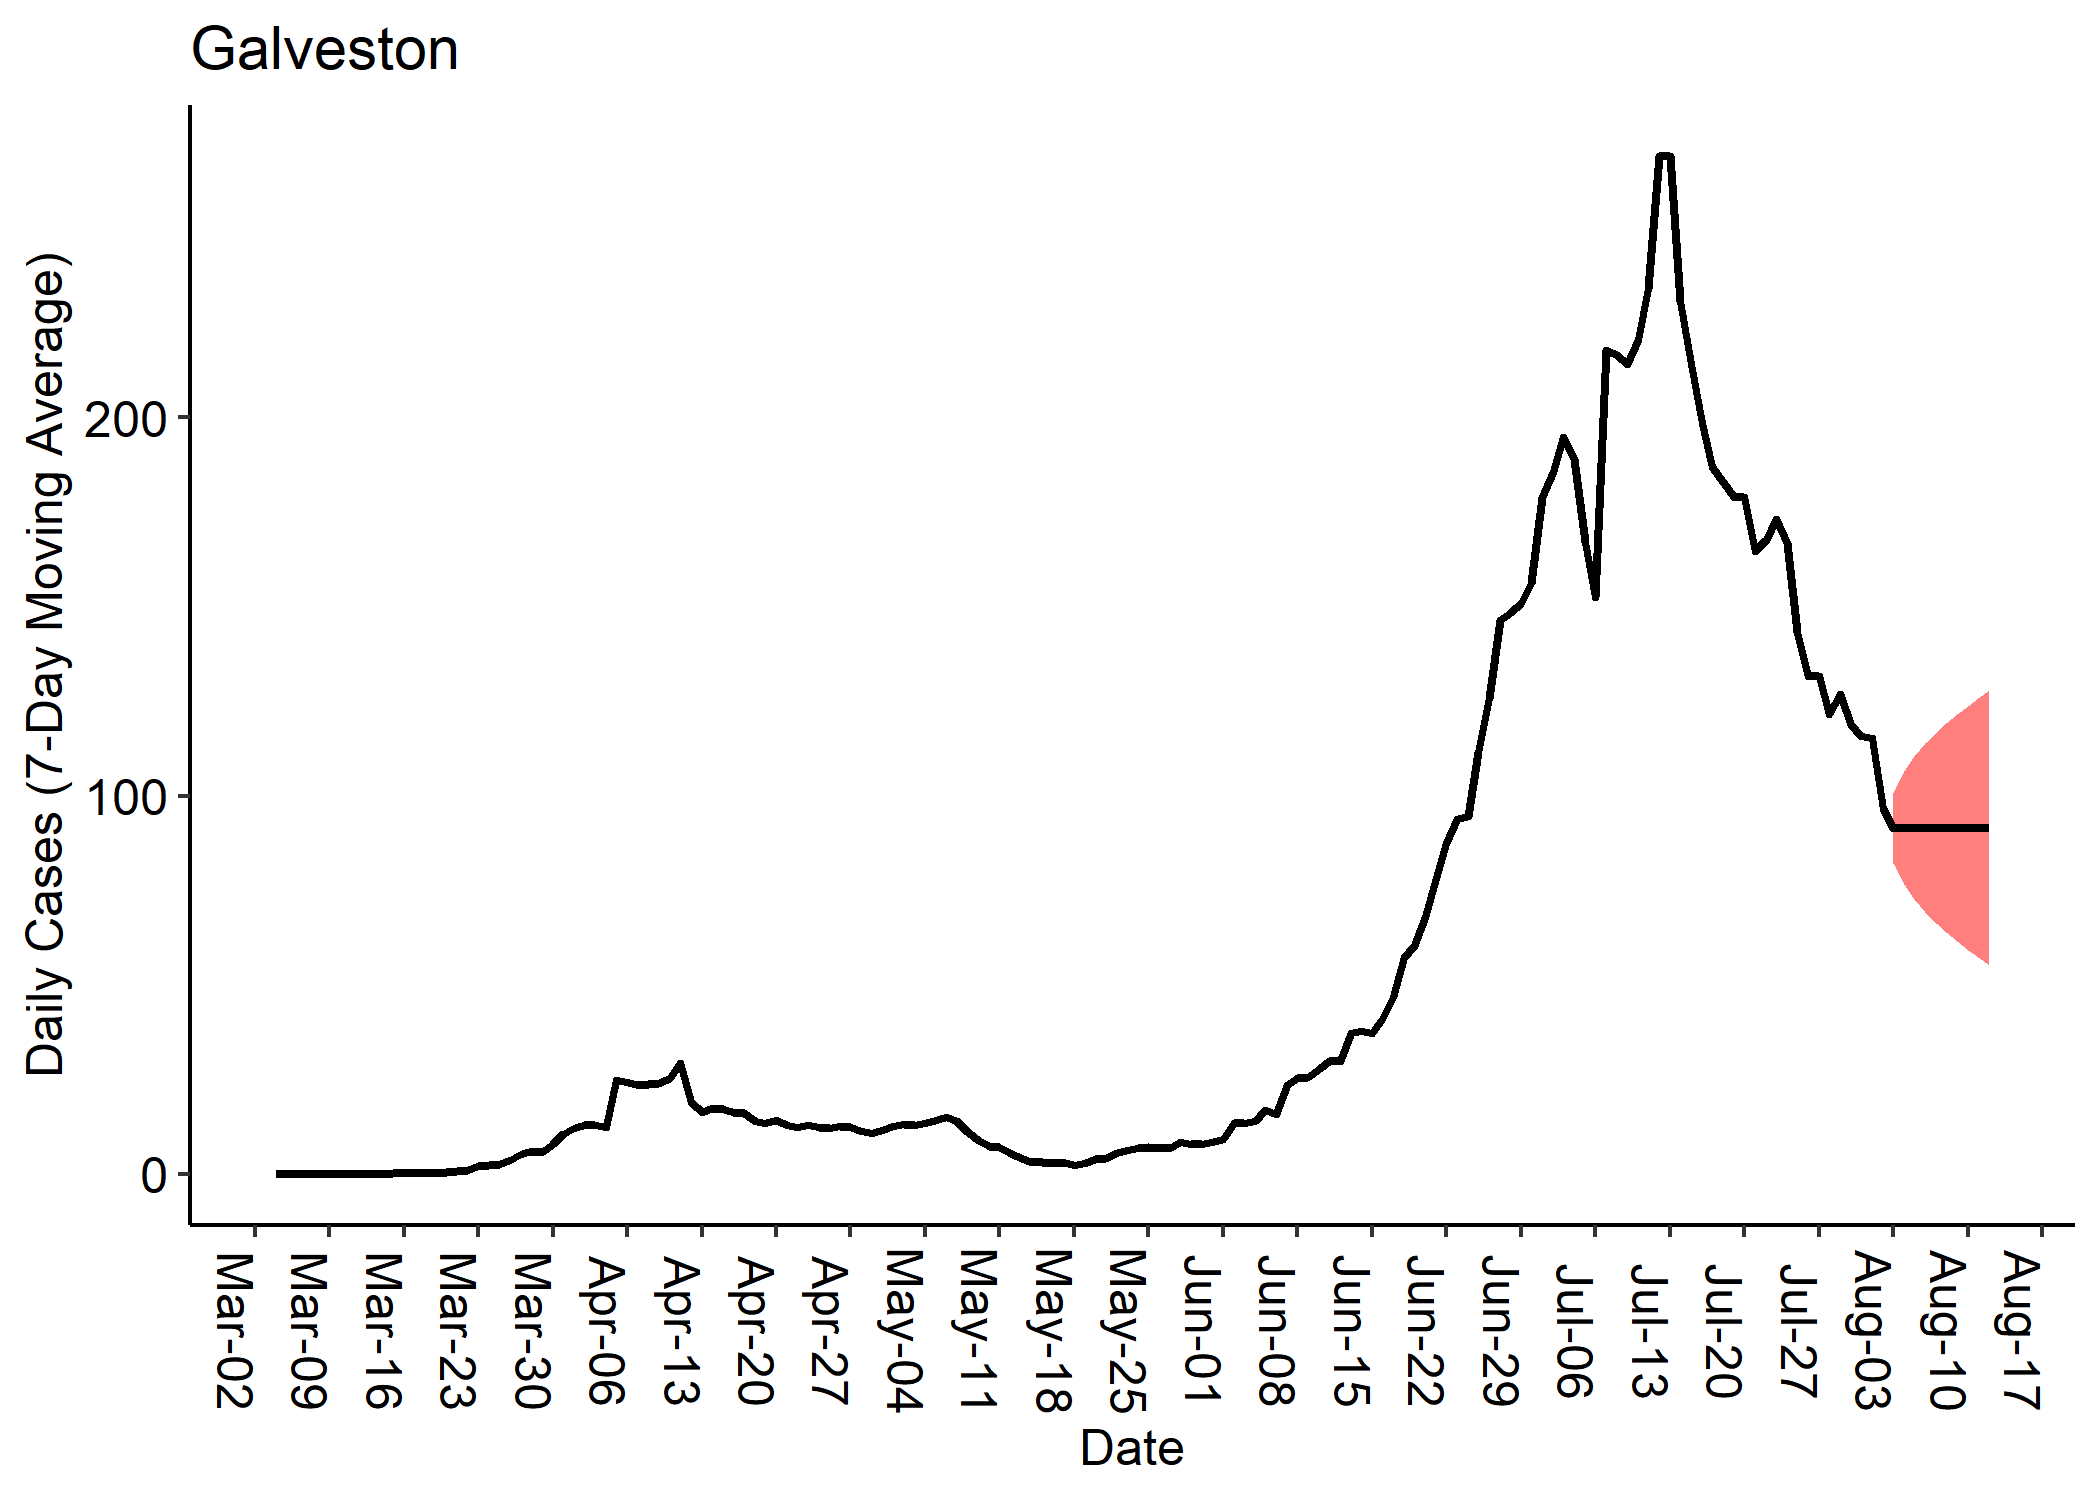 Galveston
Daily Cases (7-Day Moving Average)
200
100
0
Mar-02
Mar-09
Mar-16
Mar-23
Mar-30
Apr-06
Apr-13
Apr-20
Apr-27
May-04
May-11
May-18
May-25
Jun-01
Jun-08
Jun-15
Jun-22
Jun-29
Jul-06
Jul-13
Jul-20
Jul-27
Aug-03
Aug-10
Aug-17
Date